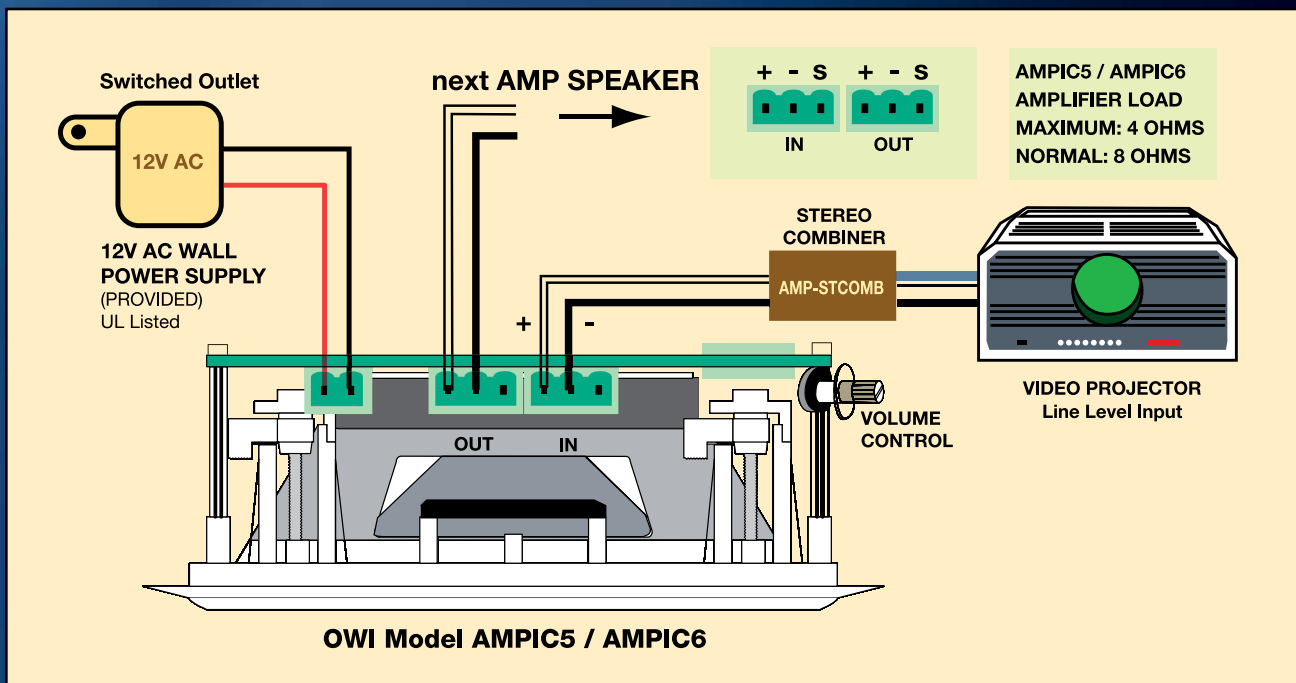 Switched Outlet
12V AC
12V AC WALL
POWER SUPPLY
(PROVIDED)
UL Listed
next AMP SPEAKER
+ - S + - S
IN OUT
AMPIC5 / AMPIC6
AMPLIFIER LOAD
MAXIMUM: 4 OHMS
NORMAL: 8 OHMS
STEREO
COMBINER
AMP-STCOMB
+ -
VIDEO PROJECTOR
Line Level Input
VOLUME
CONTROL
OUT IN
OWI Model AMPIC5 / AMPIC6